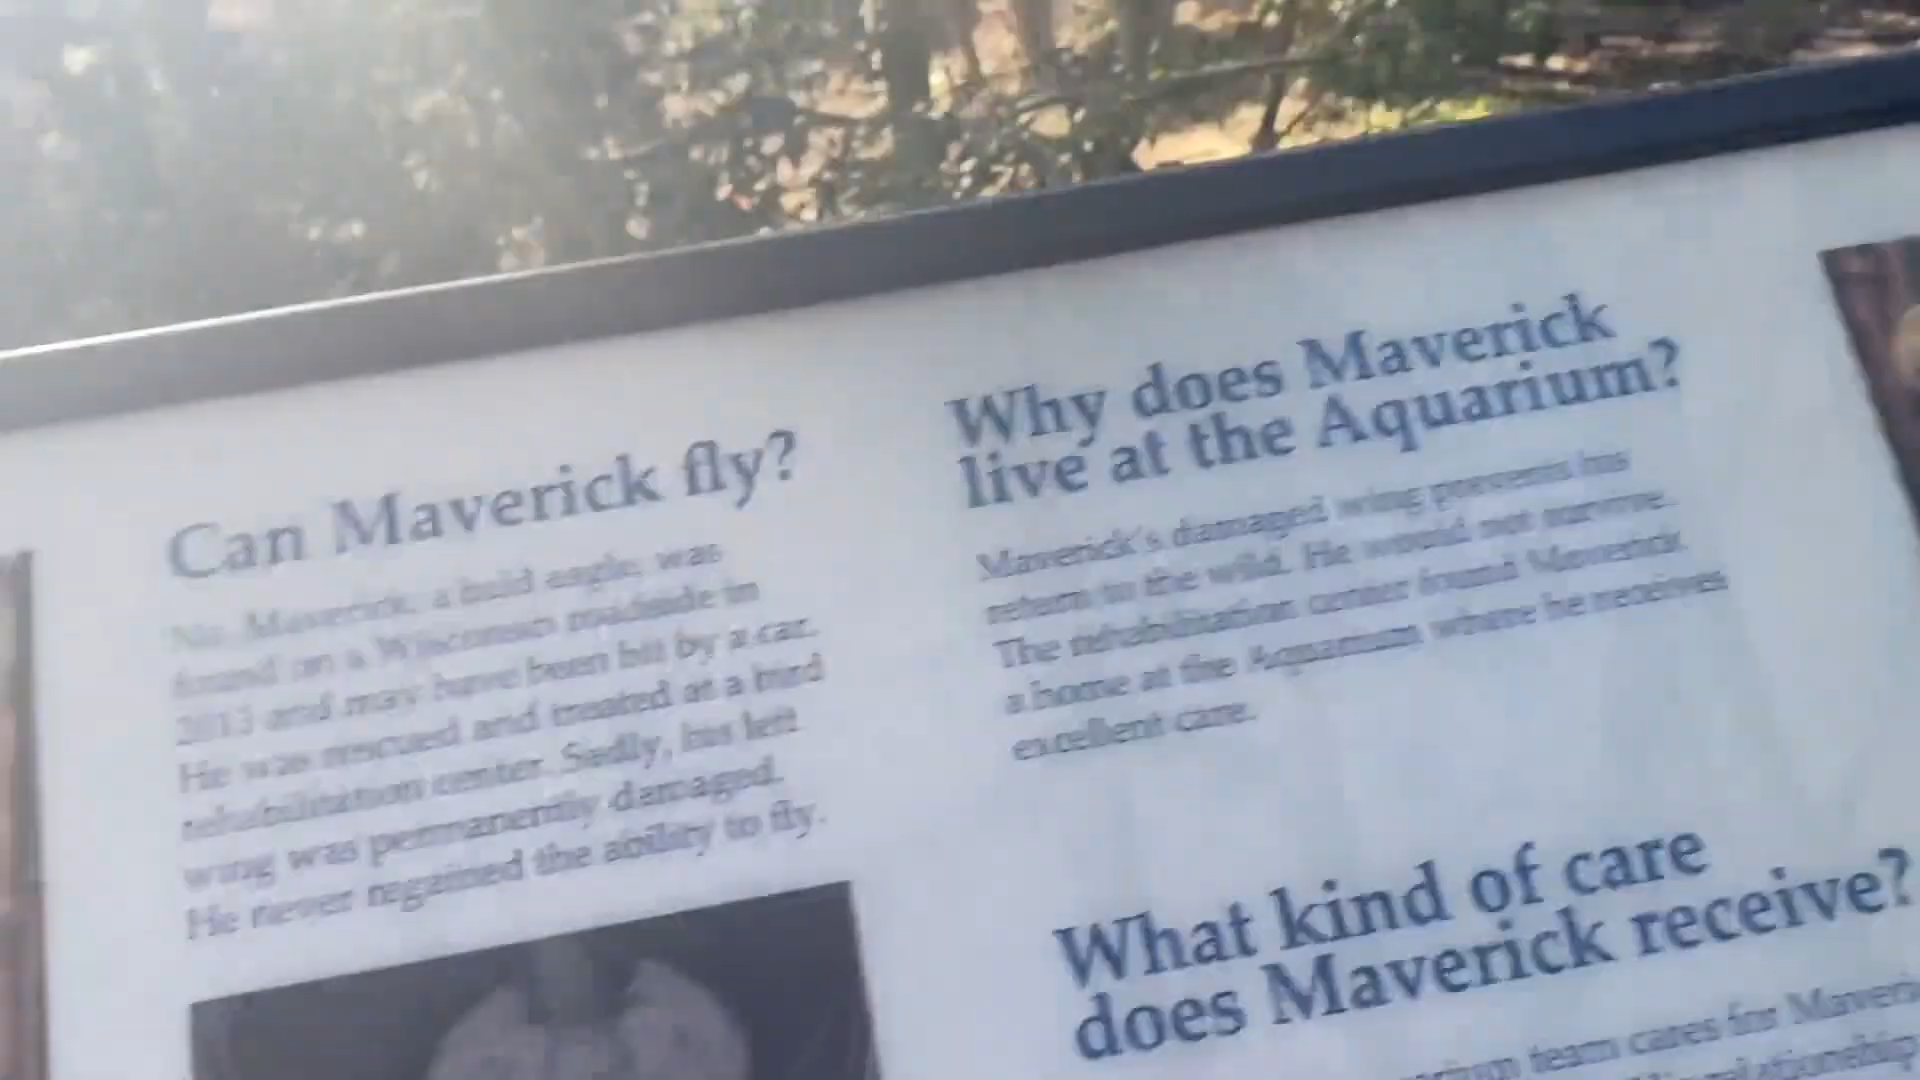 Can Maverick fly?
No. Maverick, a bald eagle, was
found on a Wisconsin roadside in
2013 and may have been hit by a car.
He was rescued and treated at a bird
rehabilitation center. Sadly, his left
wing was permanently damaged.
He never regained the ability to fly.
Why does Maverick
live at the Aquarium?
Maverick's damaged wing prevents his
return to the wild. He would not survive.
The rehabilitation center found Maverick
a home at the Aquarium where he receives
excellent care.
What kind of care
does Maverick receive?
team cares for
relationship